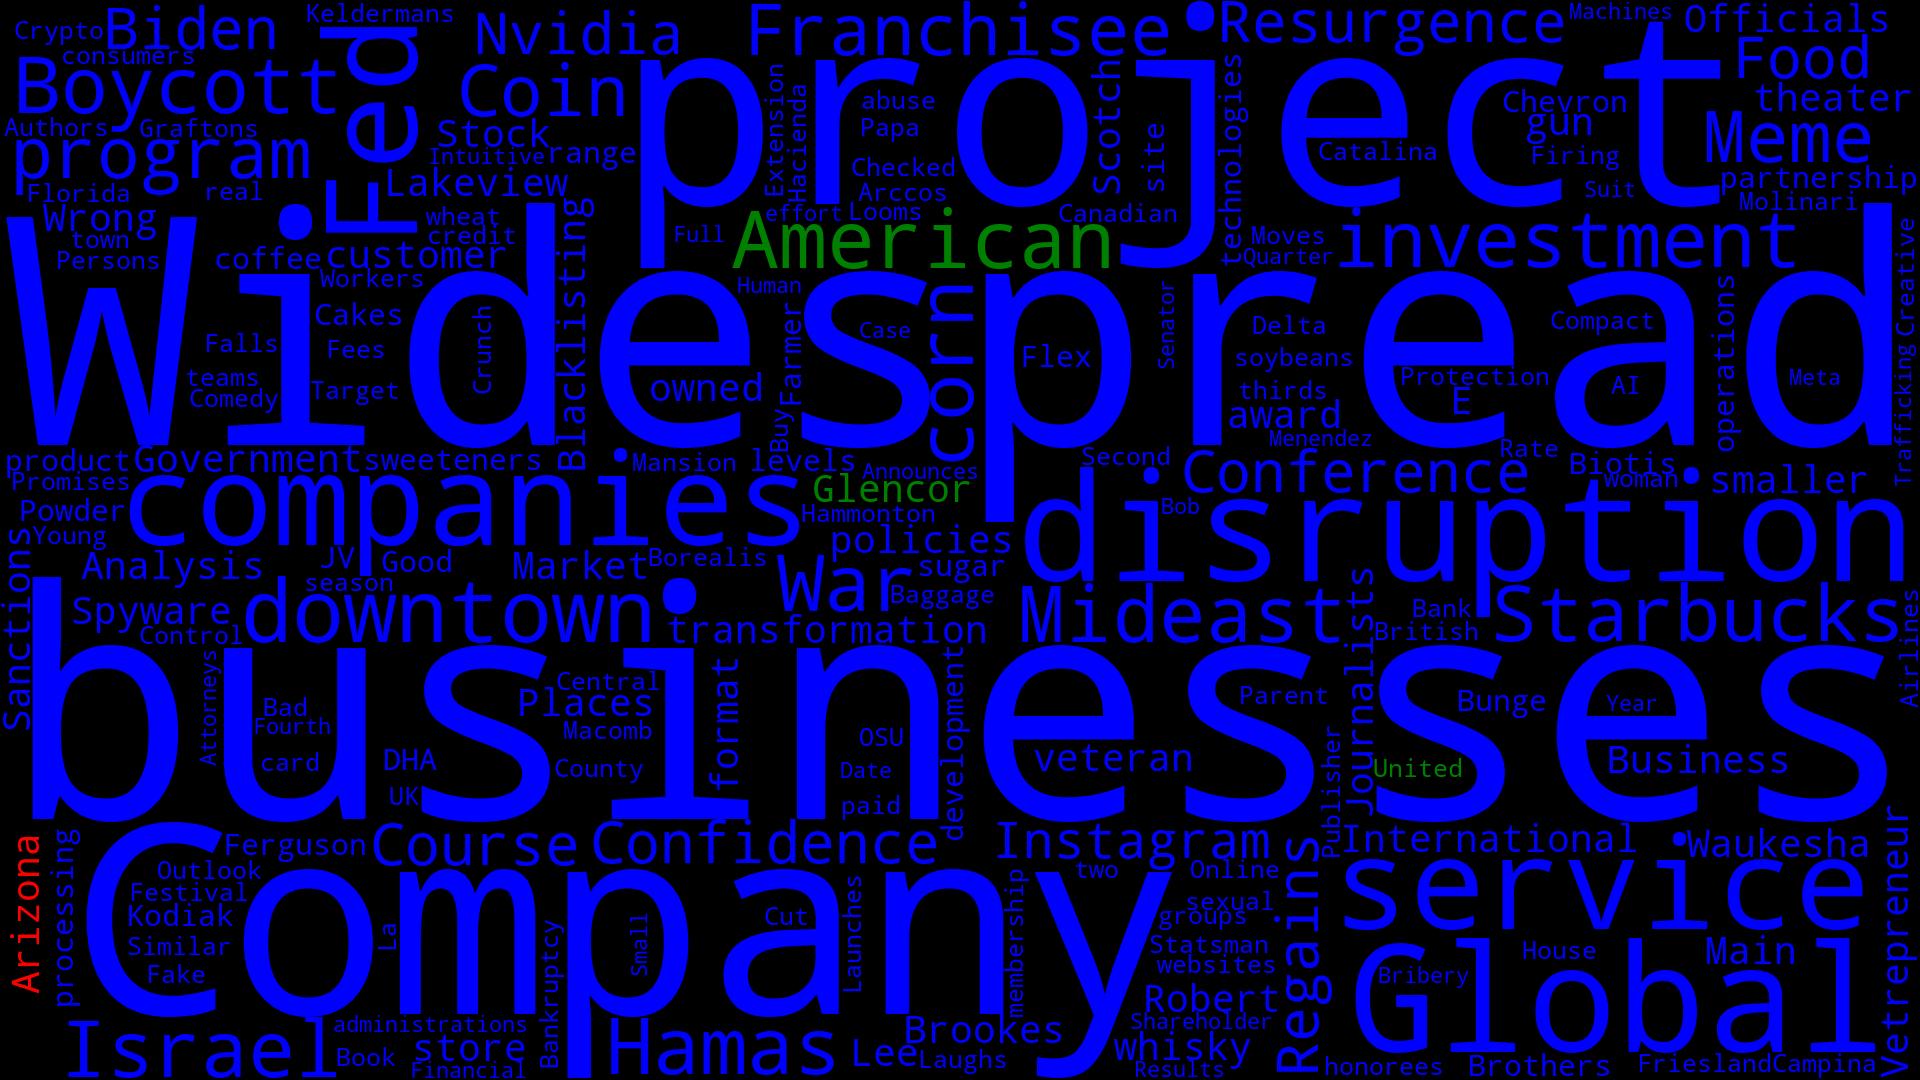 Crypto
Biden
Keldermans
Nvidia
Franchisee
Resurgence
Machines
Officials
consumers
Boycott
Fed
Coin
project
Food
theater
Authors
Graftons
Stock
Intuitive
range
Extension
Hacienda
abuse
Papa
Scotch
site
technologies
Chevron
gun
Meme
program
Florida
real
Lakeview
Checked
Arccos
Catalina
Firing
Suit
partnership
Molinari
Wrong
town
Persons
wheat
credit
effort
Looms
Canadian
Full
American
Moves
Quarter
investment
Widespread
coffee
customer
Workers
Blacklisting
Human
corn
Senator
Creative
Cakes
Falls
Fees
Crunch
Farmer
Case
Flex
Delta
soybeans
Compact
operations
teams
Comedy
Target
owned
Buy
thirds
Protection
E
AI
Meta
award
Menendez
Trafficking
product
Government
sweeteners
Mansion
levels
Announces
Second
Conference
Rate
Biotis
woman
smaller
Promises
Powder
Young
companies
Glencor
Hammonton
Bob
disruption
Sanctions
Analysis
JV
Good
season
Market
Borealis
policies
War
sugar
Baggage
Spyware
Control
downtown
transformation
Mideast
Journalists
Bank
British
Starbucks
Airlines
businesses
Attorneys
Bad
Fourth
card
DHA
UK
Central
Places
Macomb
County
format
OSU
Date
paid
development
veteran
Parent
Publisher
United
Bunge
Year
Business
Arizona
processing
Ferguson
Course
Confidence
Instagram
Regains
International
Waukesha
Vetrepreneur
Outlook
Festival
Kodiak
Similar
Fake
Company
La
Bankruptcy
Small
Cut
Launches
membership
two
Online
sexual
groups
Statsman
websites
service
Robert
Shareholder
whisky
Results
Global
House
Bribery
Main
Israel
administrations
Book
store
Financial
Hamas
Lee
Brookes
Laughs
honorees
Brothers
FrieslandCampina